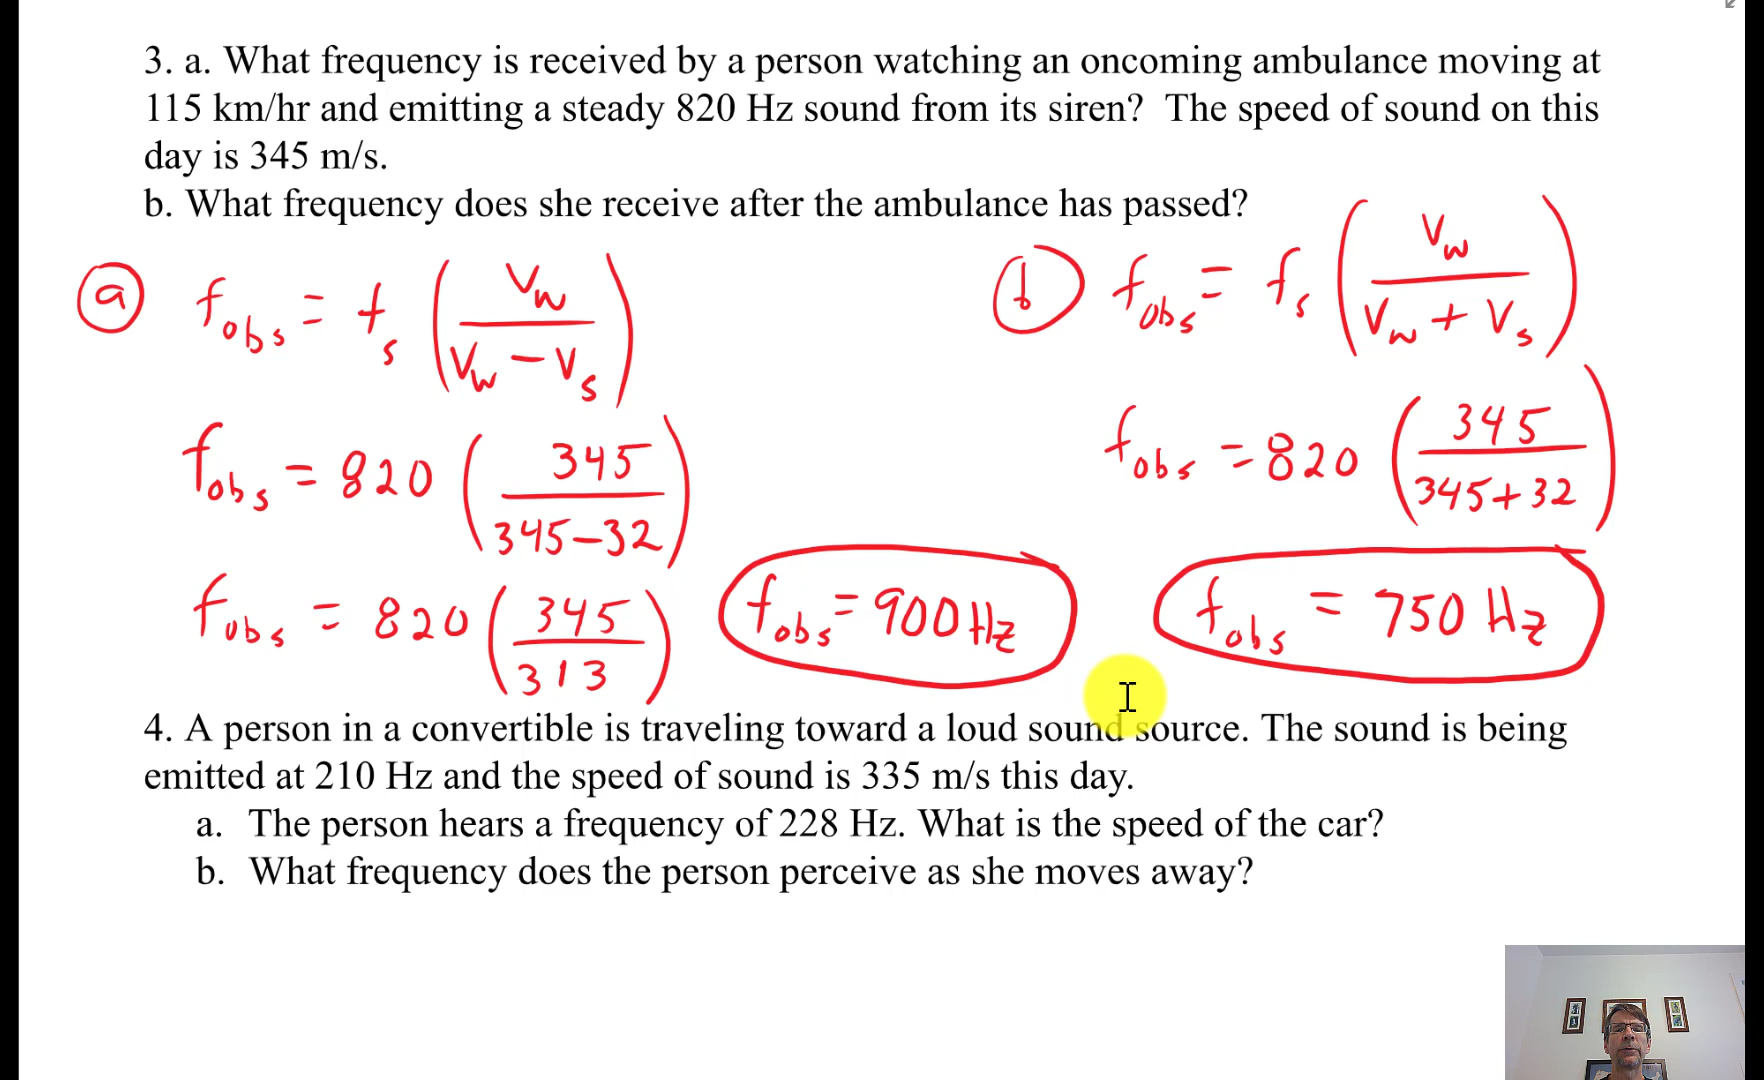 3. a. What frequency is received by a person watching an oncoming ambulance moving at
115 km/hr and emitting a steady 820 Hz sound from its siren? The speed of sound on this
day is 345 m/s.
b. What frequency does she receive after the ambulance has passed?
(a) f_obs = f_s (V_w / (V_w - V_s))
f_obs = 820 (345 / (345-32))
f_obs = 820 (345 / 313)
f_obs = 900 Hz
(b) f_obs = f_s (V_w / (V_w + V_s))
f_obs = 820 (345 / (345+32))
f_obs = 750 Hz
4. A person in a convertible is traveling toward a loud sound source. The sound is being
emitted at 210 Hz and the speed of sound is 335 m/s this day.
a. The person hears a frequency of 228 Hz. What is the speed of the car?
b. What frequency does the person perceive as she moves away?